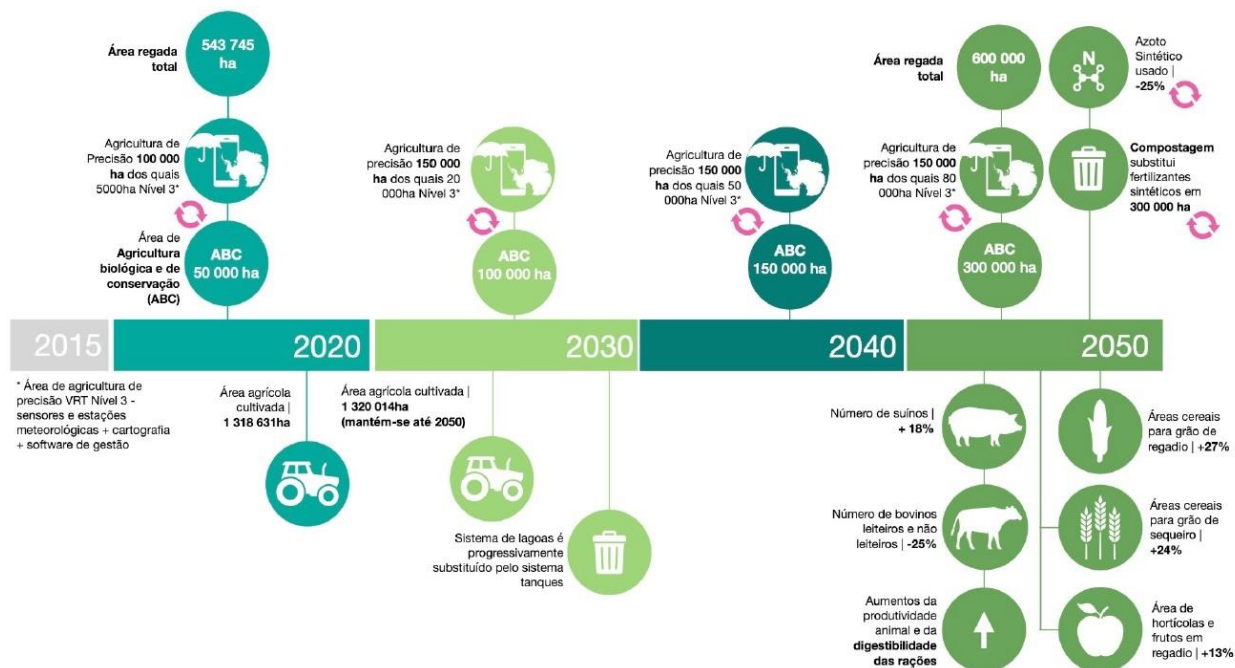 Área regada
total
543 745
ha
Agricultura de
Precisão 100 000
ha dos quais
5000ha Nível 3*
Área de
Agricultura
biológica e de
conservação
(ABC)
ABC
50 000 ha
Agricultura de
precisão 150 000
ha dos quais 20
000ha Nível 3*
ABC
100 000 ha
Agricultura de
precisão 150 000
ha dos quais 50
000ha Nível 3*
ABC
150 000 ha
Área regada
total
600 000
ha
Agricultura de
precisão 150 000
ha dos quais 80
000ha Nível 3*
ABC
300 000 ha
N
Azoto
Sintético
usado |
-25%
Compostagem
substitui
fertilizantes
sintéticos em
300 000 ha
2015
2020
2030
2040
2050
* Área de agricultura de
precisão VRT Nível 3 -
sensores e estações
meteorológicas + cartografia
+ software de gestão
Área agrícola
cultivada |
1 318 631ha
Área agrícola cultivada |
1 320 014ha
(mantém-se até 2050)
Sistema de lagoas é
progressivamente
substituído pelo sistema
tanques
Número de suínos |
+ 18%
Número de bovinos
leiteiros e não
leiteiros | -25%
Aumentos da
produtividade
animal e da
digestibilidade
das rações
Áreas cereais
para grão de
regadio | +27%
Áreas cereais
para grão de
sequeiro |
+24%
Área de
hortícolas e
frutos em
regadio | +13%